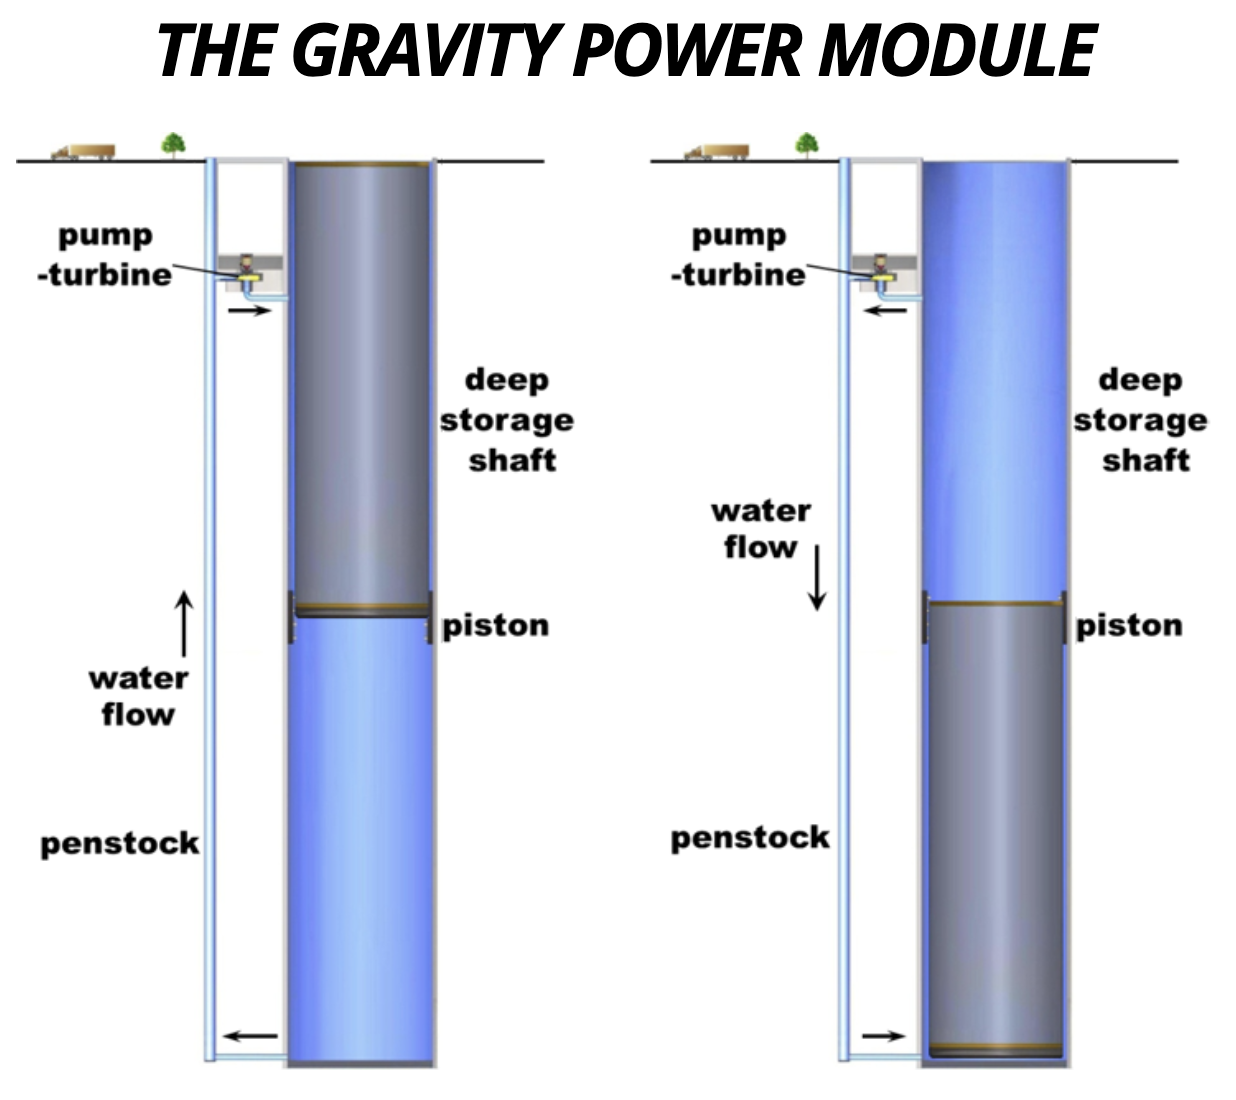 THE GRAVITY POWER MODULE
pump
-turbine
deep
storage
shaft
piston
water
flow
penstock
pump
-turbine
deep
storage
shaft
water
flow
piston
penstock